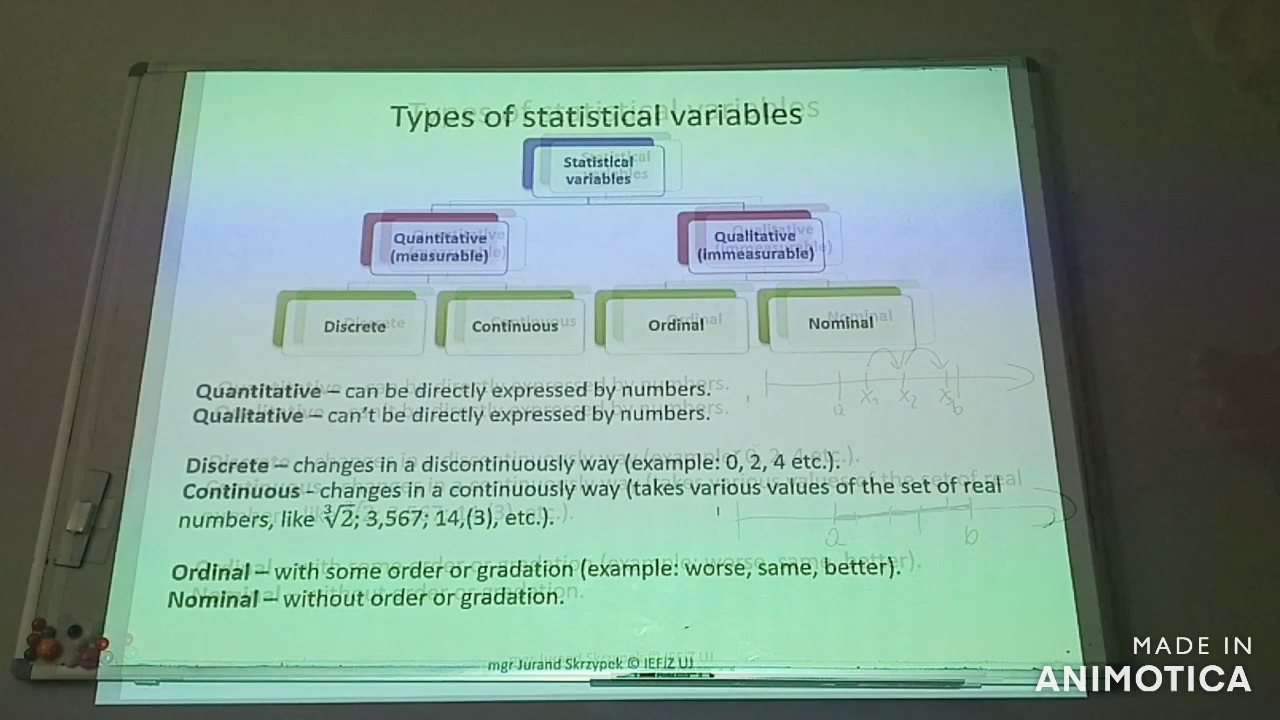 Types of statistical variables
Statistical
variables
Quantitative
(measurable)
Qualitative
(immeasurable)
Discrete
Continuous
Ordinal
Nominal
Quantitative – can be directly expressed by numbers.
Qualitative – can't be directly expressed by numbers.
a x₁ x₂ x₃ b
Discrete – changes in a discontinuously way (example: 0, 2, 4 etc.).
Continuous - changes in a continuously way (takes various values of the set of real
numbers, like ∛2; 3,567; 14,(3), etc.).
a b
Ordinal – with some order or gradation (example: worse, same, better).
Nominal – without order or gradation.
mgr Jurand Skrzypek © IEFiZ UJ
MADE IN
ANIMOTICA